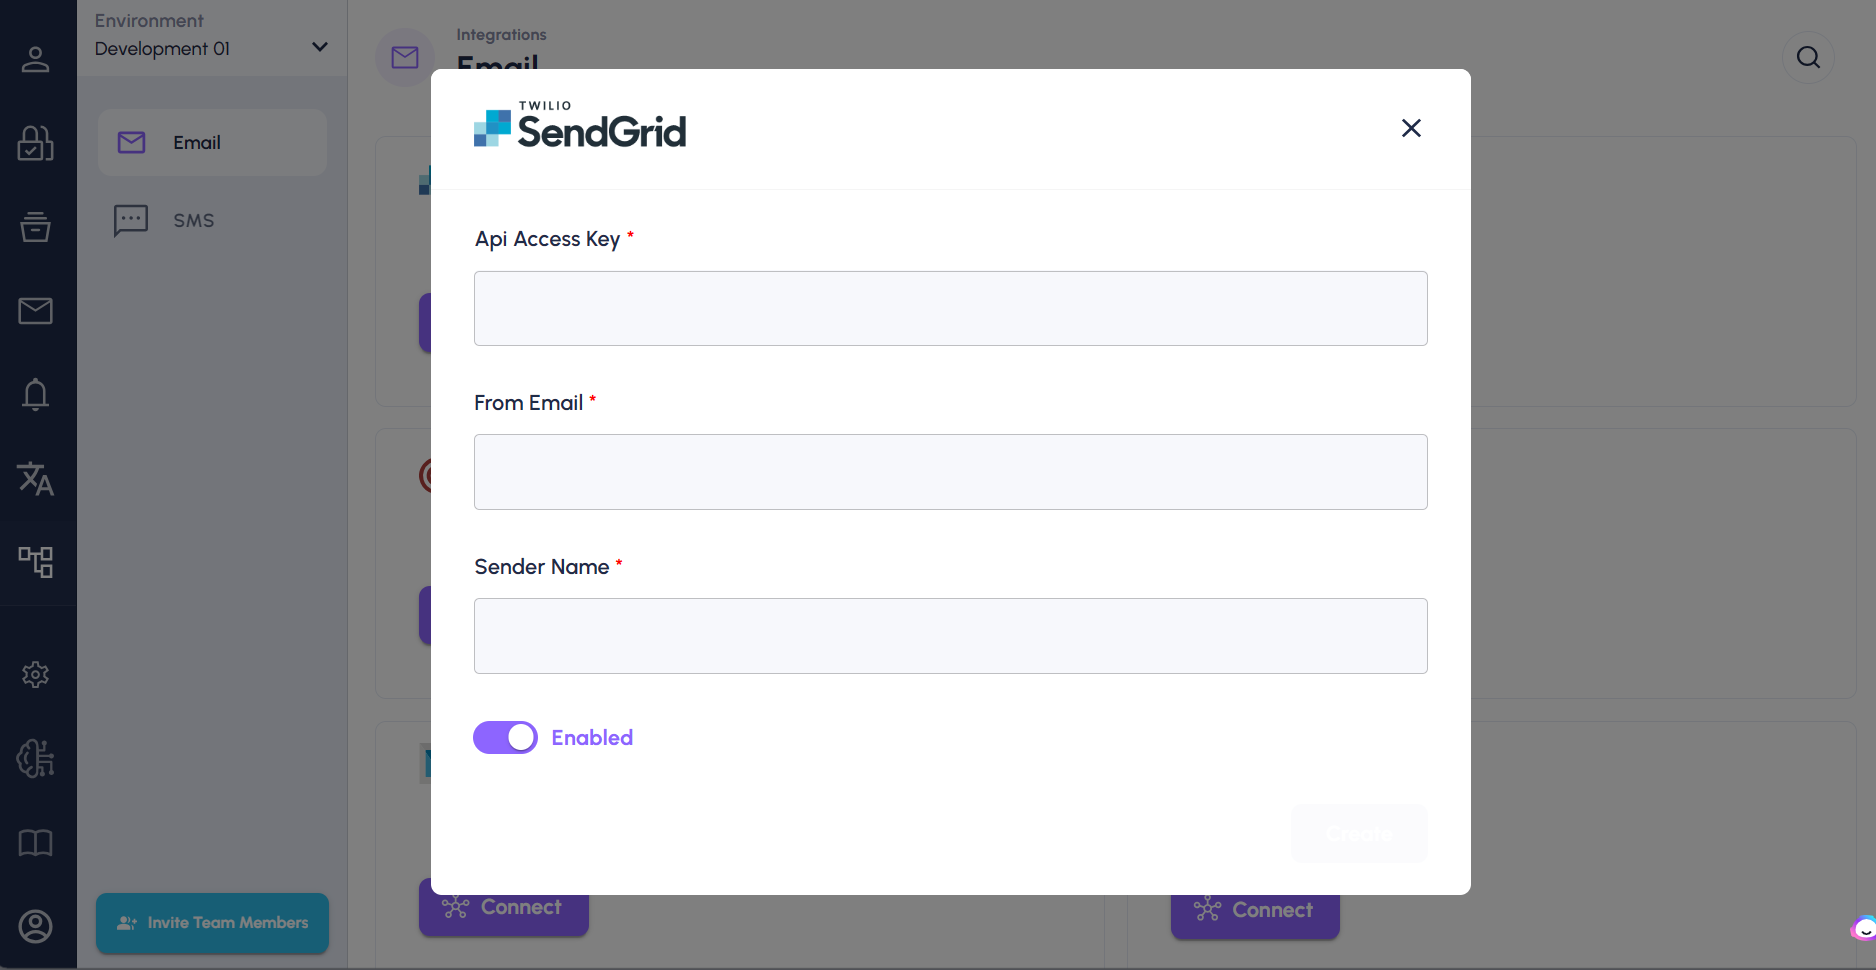 Environment
Development 01
Email
SMS
Invite Team Members
Integrations
Email
TWILIO
SendGrid
Api Access Key *
From Email *
Sender Name *
Enabled
Create
Connect
Connect